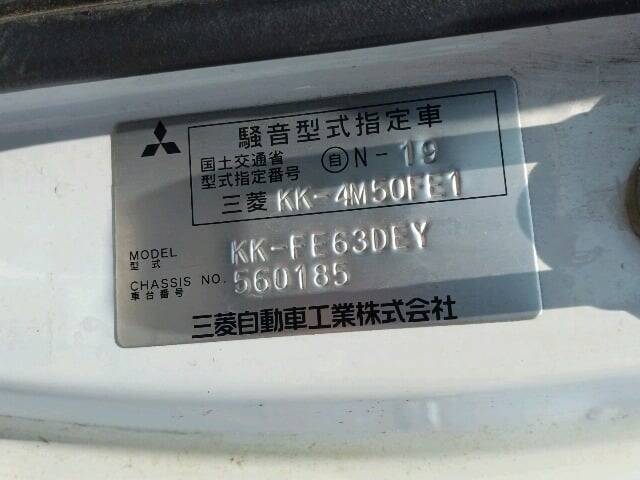 騒音型式指定車
国土交通省
型式指定番号 自N-19
三菱 KK-4M50FE1
MODEL
型式 KK-FE63DEY
CHASSIS NO. 560185
車台番号
三菱自動車工業株式会社